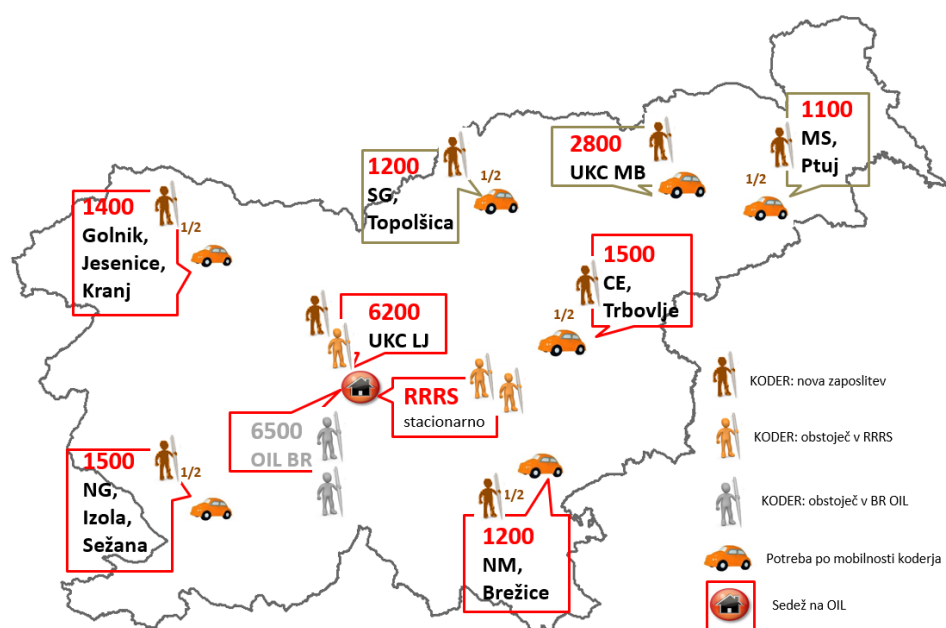 1100
MS,
Ptuj
1/2
2800
UKC MB
1200
SG,
Topolšica
1/2
1400
Golnik,
Jesenice,
Kranj
1/2
1500
CE,
Trbovlje
1/2
6200
UKC LJ
RRRS
stacionarno
6500
OIL BR
1500
NG,
Izola,
Sežana
1/2
1200
NM,
Brežice
1/2
KODER: nova zaposlitev
KODER: obstoječ v RRRS
KODER: obstoječ v BR OIL
Potreba po mobilnosti koderja
Sedež na OIL